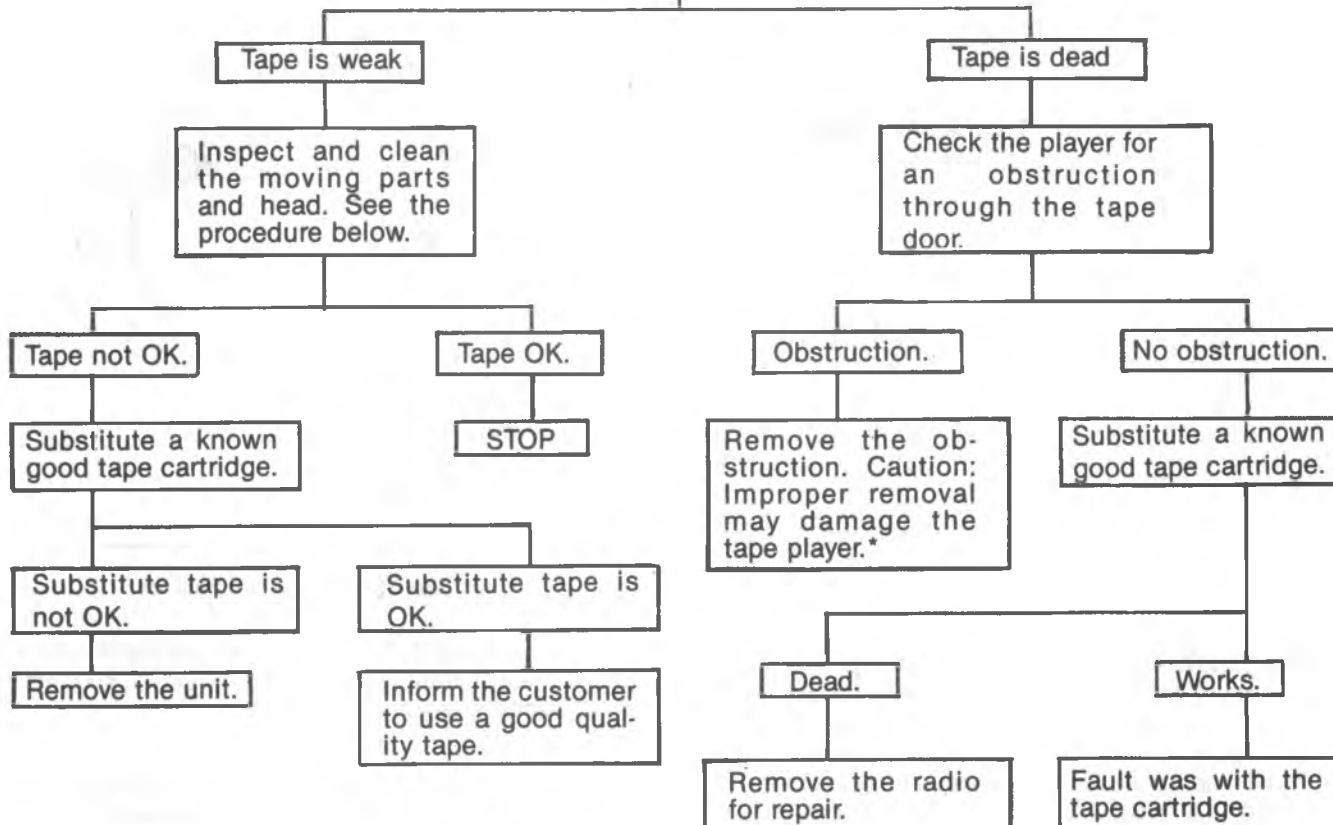 Tape is weak
Tape is dead
Inspect and clean
the moving parts
and head. See the
procedure below.
Check the player for
an obstruction
through the tape
door.
Tape not OK.
Tape OK.
Obstruction.
No obstruction.
Substitute a known
good tape cartridge.
STOP
Remove the ob-
struction. Caution:
Improper removal
may damage the
tape player.*
Substitute a known
good tape cartridge.
Substitute tape is
not OK.
Substitute tape is
OK.
Remove the unit.
Inform the customer
to use a good qual-
ity tape.
Dead.
Works.
Remove the radio
for repair.
Fault was with the
tape cartridge.